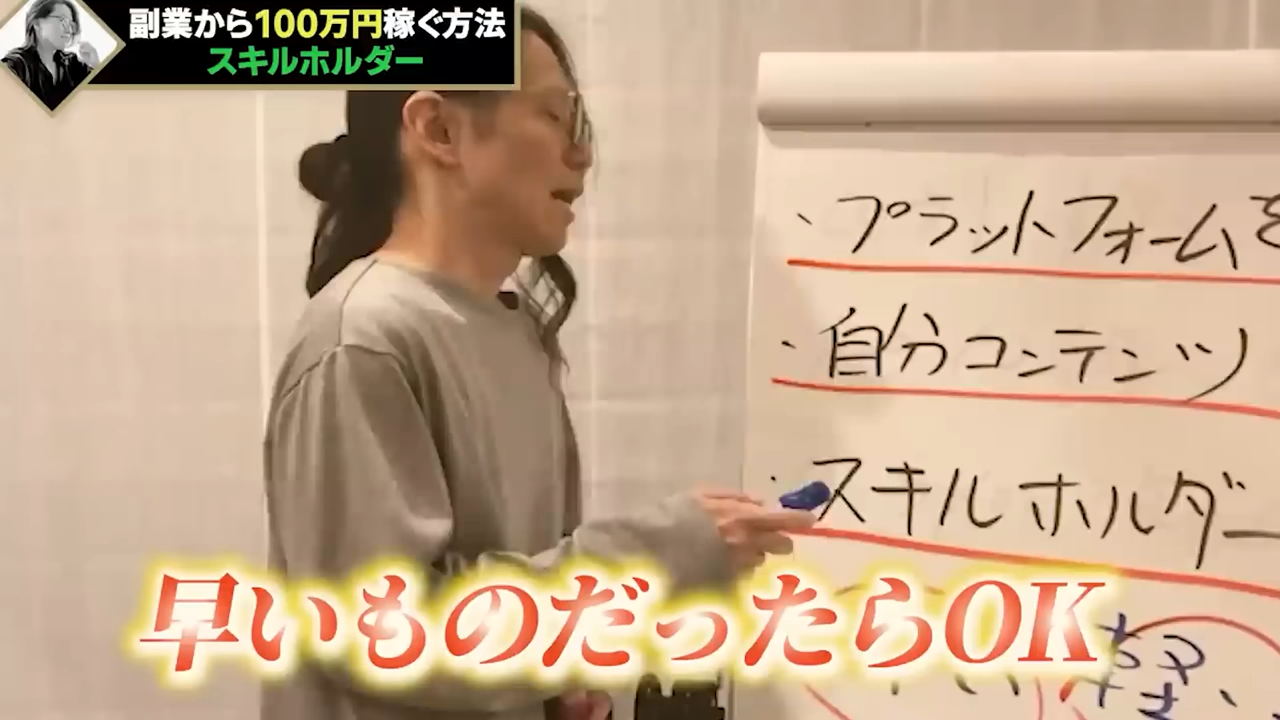 副業から100万円稼ぐ方法
スキルホルダー
・プラットフォームを
・自分コンテンツ
・スキルホルダー
軽い
早いものだったらOK